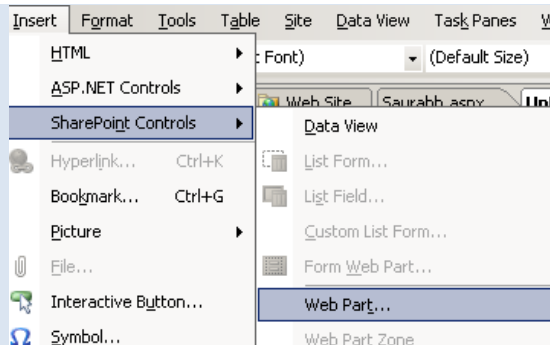 Insert Format Tools Table Site Data View Task Panes
HTML
Font) (Default Size)
ASP.NET Controls
Web Site Saurabh.aspx
SharePoint Controls
Data View
Hyperlink... Ctrl+K
List Form...
Bookmark... Ctrl+G
List Field...
Picture
Custom List Form...
File...
Form Web Part...
Interactive Button...
Web Part...
Symbol...
Web Part Zone